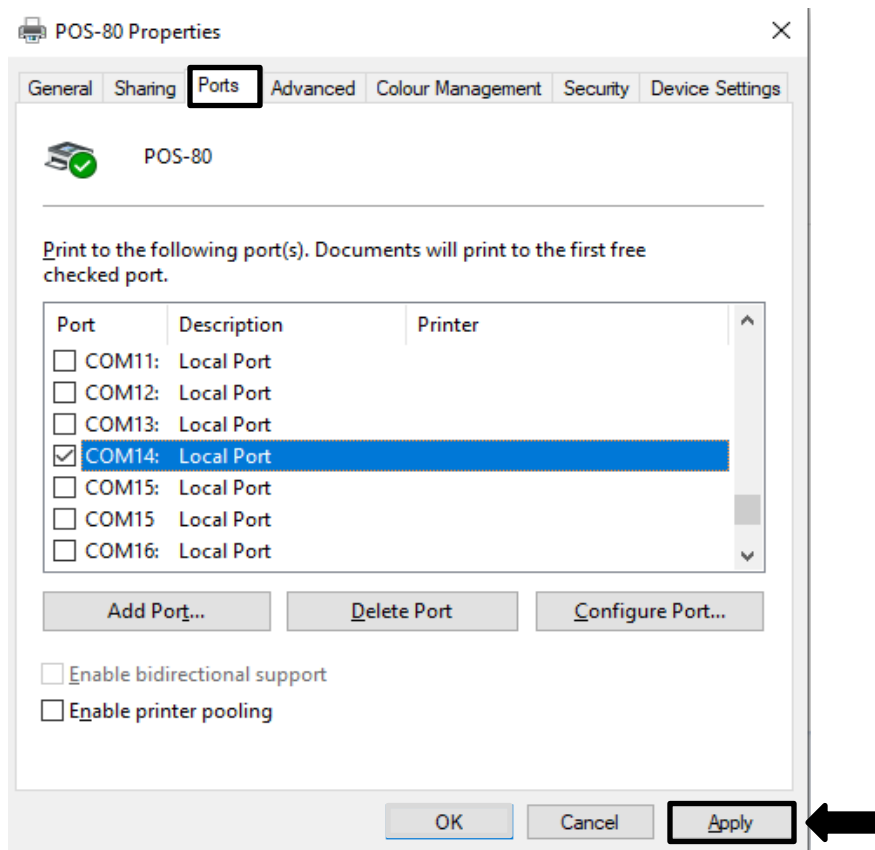 POS-80 Properties
General Sharing Ports Advanced Colour Management Security Device Settings
POS-80
Print to the following port(s). Documents will print to the first free
checked port.
Port Description Printer
COM11: Local Port
COM12: Local Port
COM13: Local Port
COM14: Local Port
COM15: Local Port
COM15 Local Port
COM16: Local Port
Add Port... Delete Port Configure Port...
Enable bidirectional support
Enable printer pooling
OK Cancel Apply